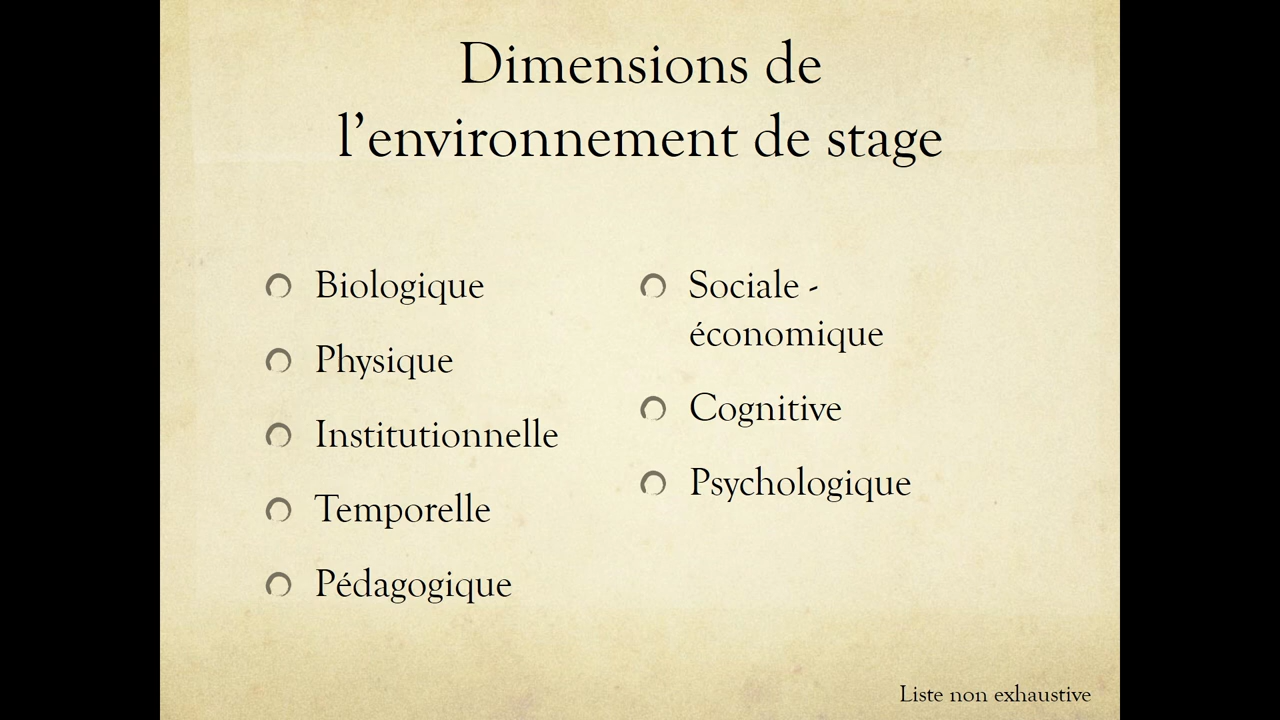 Dimensions de
l'environnement de stage
Biologique
Physique
Institutionnelle
Temporelle
Pédagogique
Sociale -
économique
Cognitive
Psychologique
Liste non exhaustive